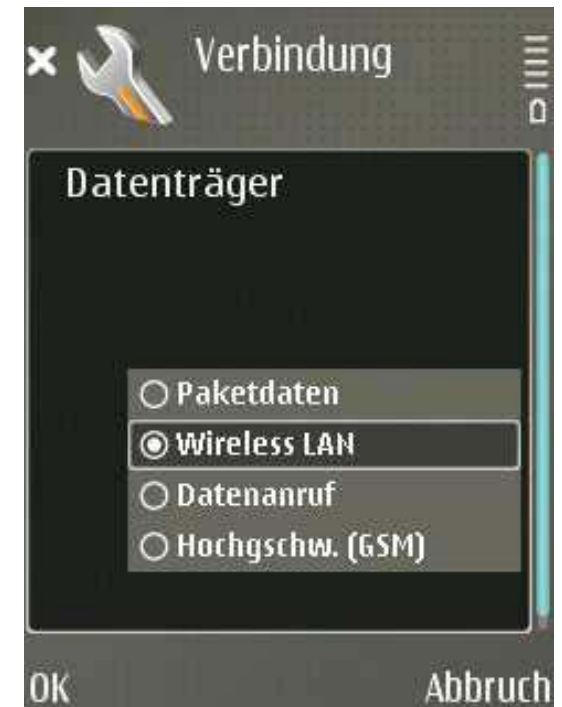 Verbindung
Datenträger
Paketdaten
Wireless LAN
Datenanruf
Hochgschw. (GSM)
OK
Abbruch